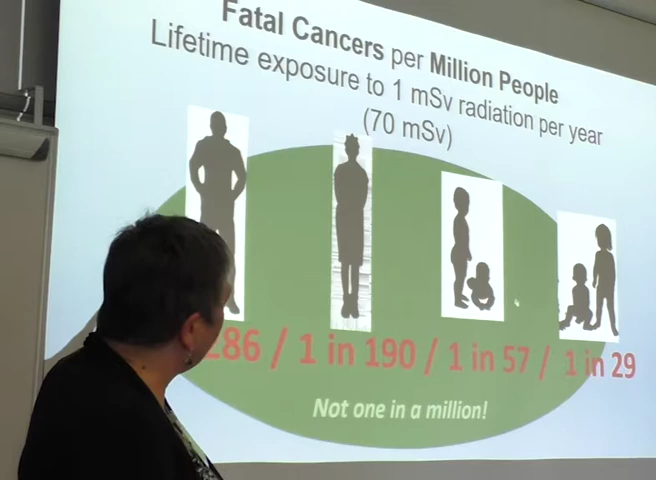 Fatal Cancers per Million People
Lifetime exposure to 1 mSv radiation per year
(70 mSv)
286 / 1 in 190 / 1 in 57 / 1 in 29
Not one in a million!